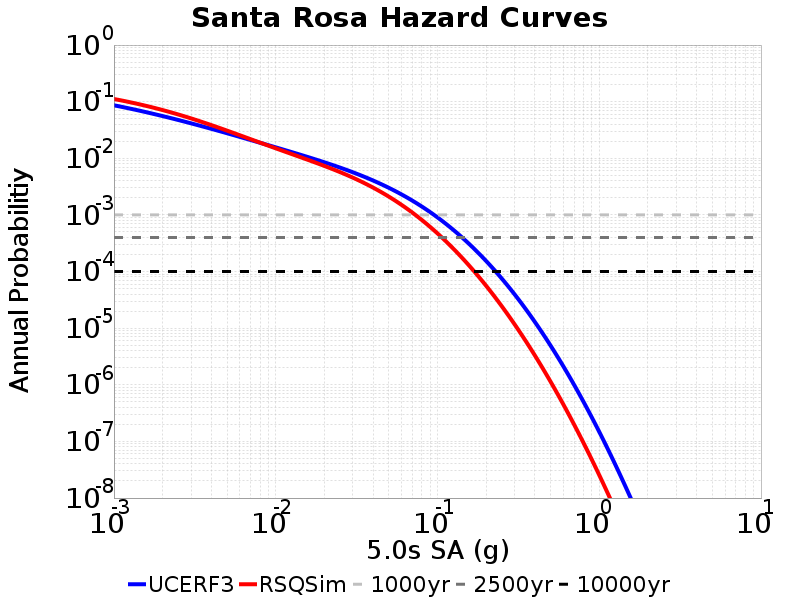 Santa Rosa Hazard Curves
10^0
10^-1
10^-2
10^-3
10^-4
10^-5
10^-6
10^-7
10^-8
Annual Probabilitiy
10^-3 10^-2 10^-1 10^0 10^1
5.0s SA (g)
UCERF3 RSQSim 1000yr 2500yr 10000yr